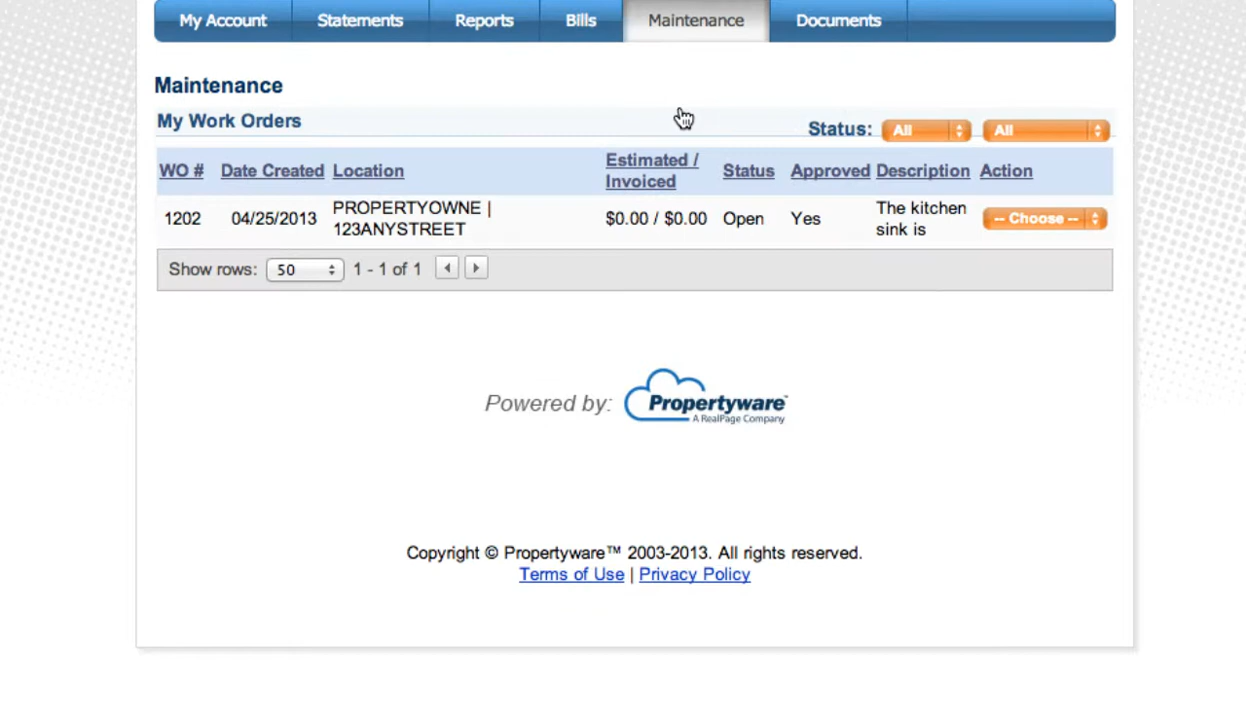 My Account Statements Reports Bills Maintenance Documents
Maintenance
My Work Orders
Status: All All
WO # Date Created Location Estimated / Invoiced Status Approved Description Action
1202 04/25/2013 PROPERTYOWNE | 123ANYSTREET $0.00 / $0.00 Open Yes The kitchen sink is -- Choose --
Show rows: 50 1 - 1 of 1
Powered by: Propertyware™
A RealPage Company
Copyright © Propertyware™ 2003-2013. All rights reserved.
Terms of Use | Privacy Policy